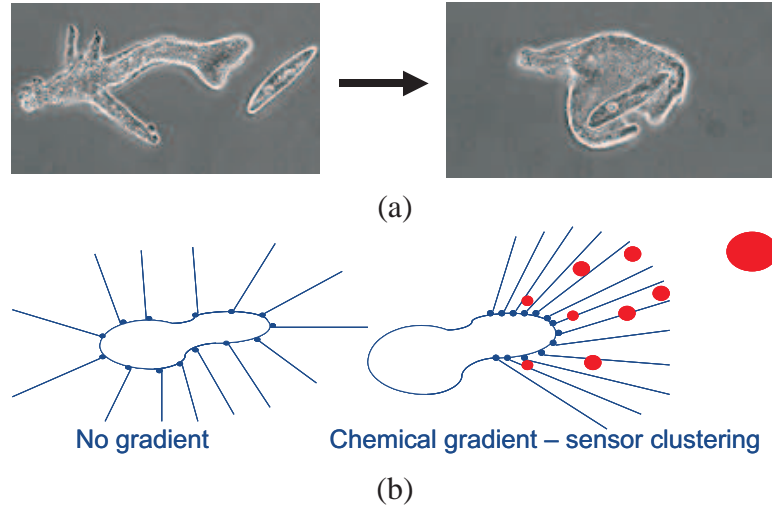 (a)
No gradient
Chemical gradient – sensor clustering
(b)